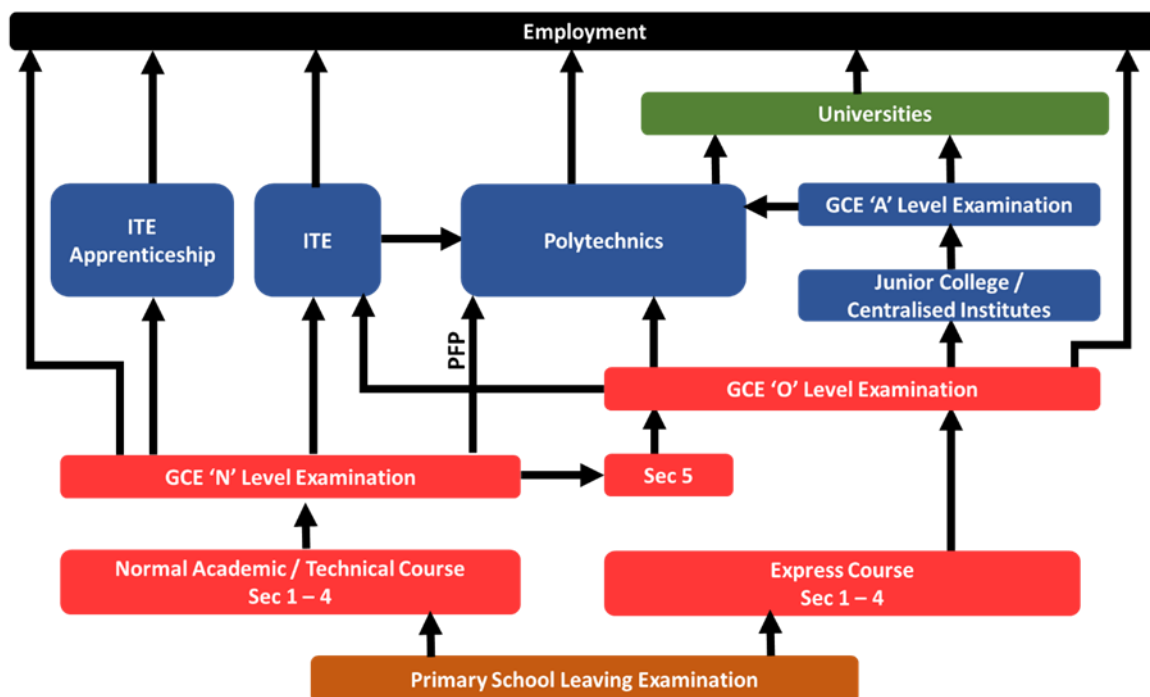 Employment
Universities
ITE
Apprenticeship
ITE
Polytechnics
GCE ‘A’ Level Examination
Junior College /
Centralised Institutes
PFP
GCE ‘O’ Level Examination
GCE ‘N’ Level Examination
Sec 5
Normal Academic / Technical Course
Sec 1 – 4
Express Course
Sec 1 – 4
Primary School Leaving Examination